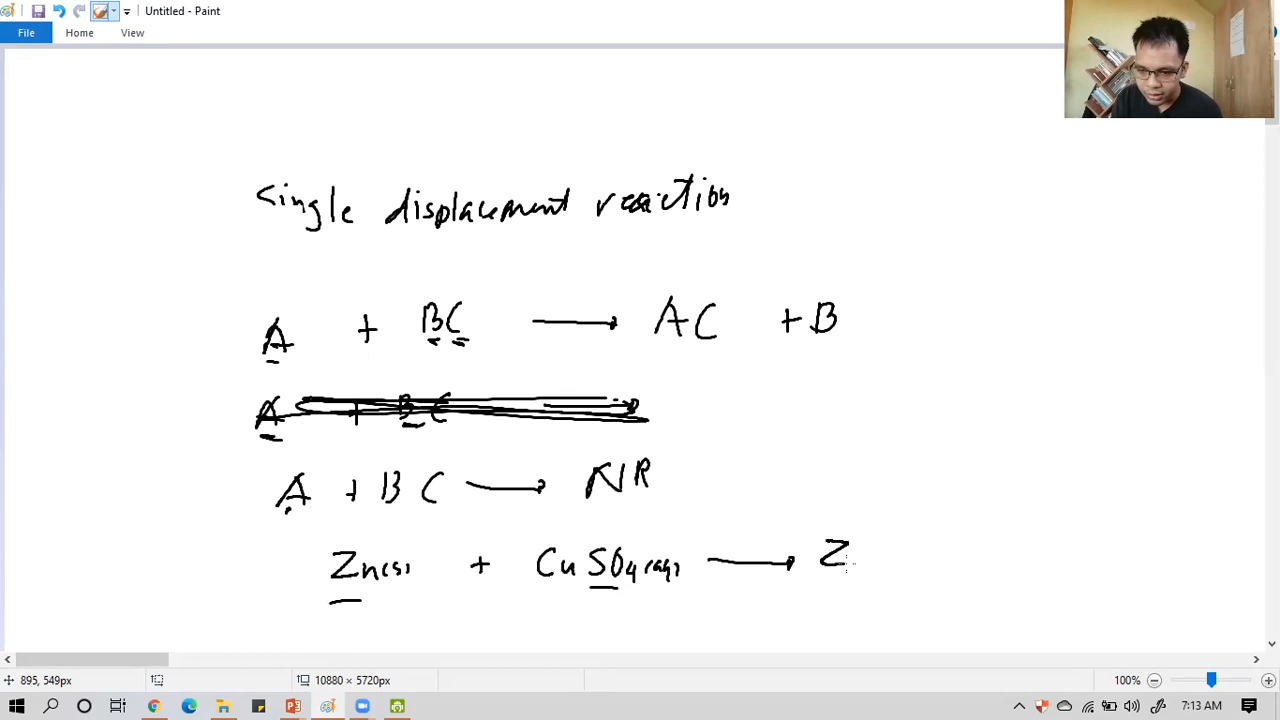 Untitled - Paint
File Home View
Single displacement reaction
A + BC → AC + B
A + BC →
A + BC → NR
Zn(s) + CuSO4(aq) → Z
895, 549px
10880 × 5720px
100%
7:13 AM